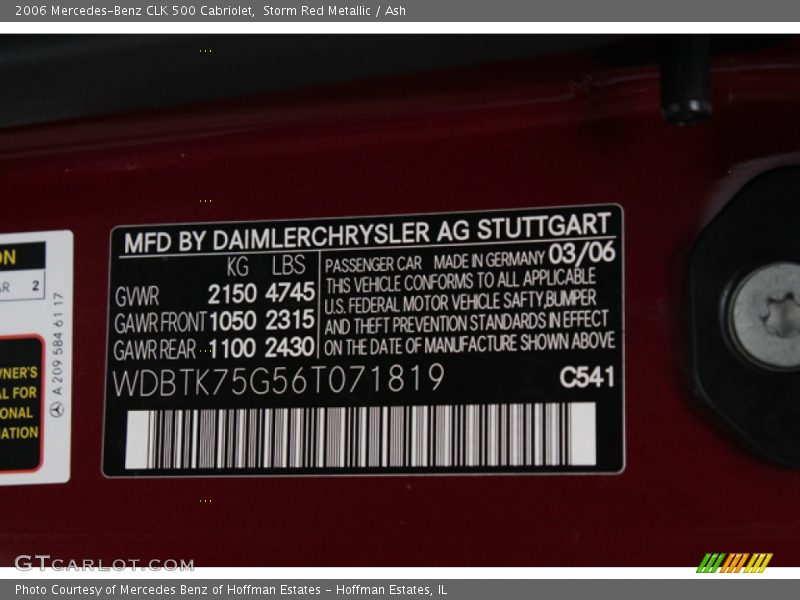 2006 Mercedes-Benz CLK 500 Cabriolet, Storm Red Metallic / Ash
MFD BY DAIMLERCHRYSLER AG STUTTGART
KG LBS
GVWR 2150 4745
GAWR FRONT 1050 2315
GAWR REAR 1100 2430
PASSENGER CAR MADE IN GERMANY 03/06
THIS VEHICLE CONFORMS TO ALL APPLICABLE
U.S. FEDERAL MOTOR VEHICLE SAFTY,BUMPER
AND THEFT PREVENTION STANDARDS IN EFFECT
ON THE DATE OF MANUFACTURE SHOWN ABOVE
WDBTK75G56T071819 C541
ON
AR 2
WNER'S
AL FOR
IONAL
ATION
A 209 584 61 17
GTCARLOT.COM
Photo Courtesy of Mercedes Benz of Hoffman Estates - Hoffman Estates, IL